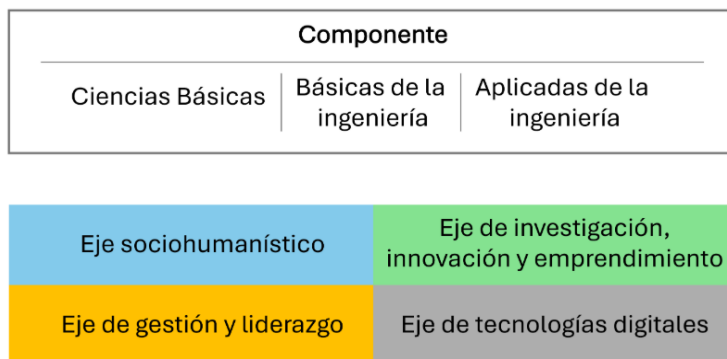 Componente
Ciencias Básicas
Básicas de la
ingeniería
Aplicadas de la
ingeniería
Eje sociohumanístico
Eje de investigación,
innovación y emprendimiento
Eje de gestión y liderazgo
Eje de tecnologías digitales